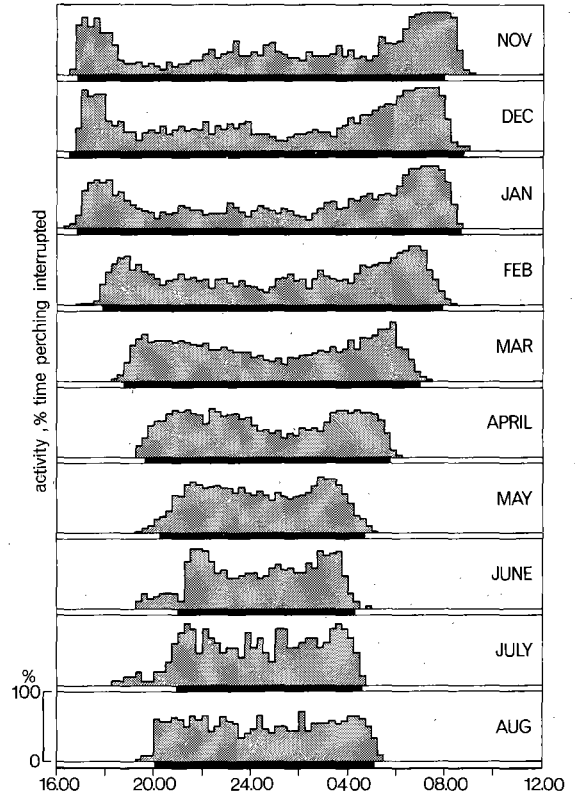 NOV
DEC
JAN
FEB
MAR
APRIL
MAY
JUNE
JULY
AUG
activity , % time perching interrupted
%
100
0
16.00 20.00 24.00 04.00 08.00 12.00